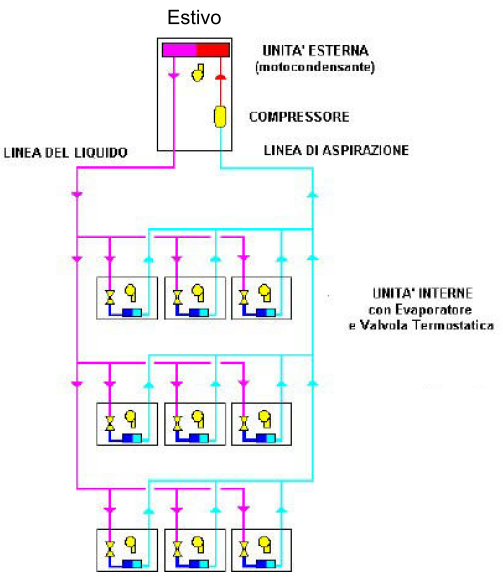 Estivo
UNITA' ESTERNA
(motocondensante)
COMPRESSORE
LINEA DEL LIQUIDO
LINEA DI ASPIRAZIONE
UNITA' INTERNE
con Evaporatore
e Valvola Termostatica